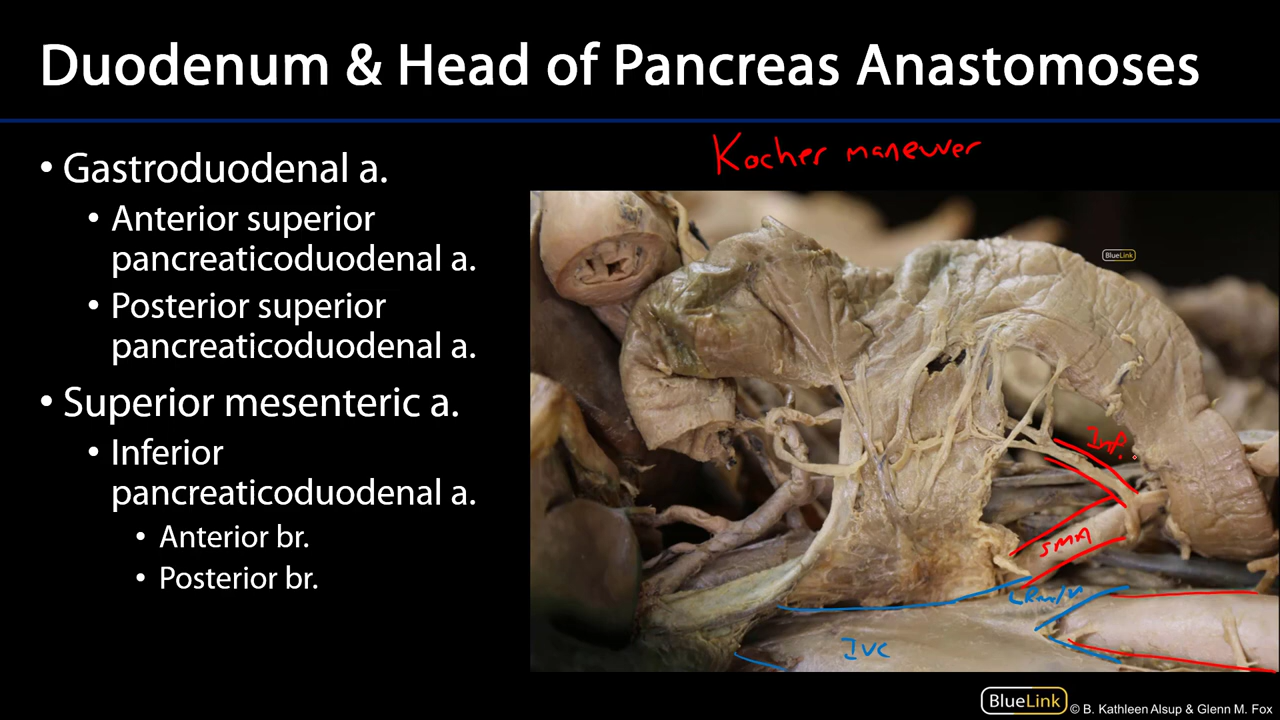 Duodenum & Head of Pancreas Anastomoses
Kocher maneuver
• Gastroduodenal a.
• Anterior superior
pancreaticoduodenal a.
• Posterior superior
pancreaticoduodenal a.
• Superior mesenteric a.
• Inferior
pancreaticoduodenal a.
• Anterior br.
• Posterior br.
BlueLink
SMA
IVC
BlueLink © B. Kathleen Alsup & Glenn M. Fox